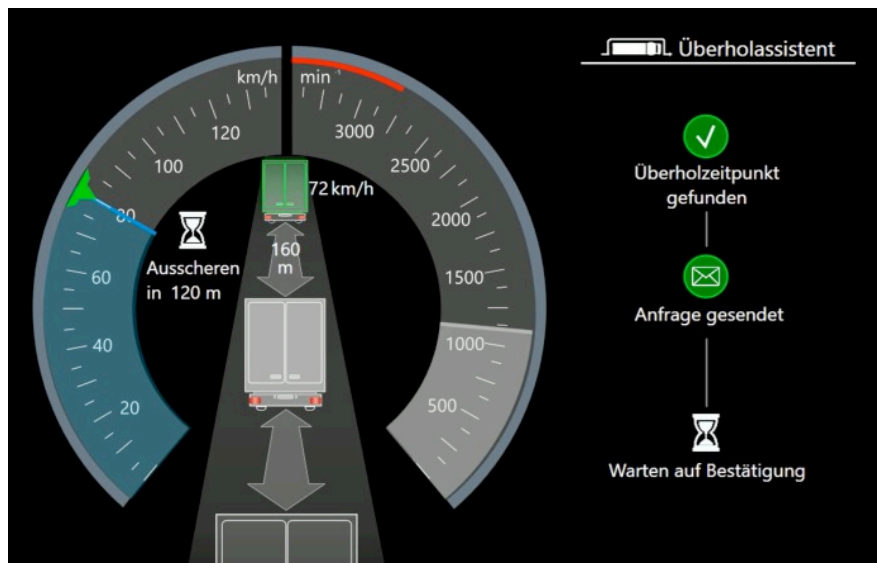 Überholassistent
km/h
min
120
100
80
60
40
20
3000
2500
2000
1500
1000
500
72 km/h
160
m
Ausscheren
in 120 m
Überholzeitpunkt
gefunden
Anfrage gesendet
Warten auf Bestätigung